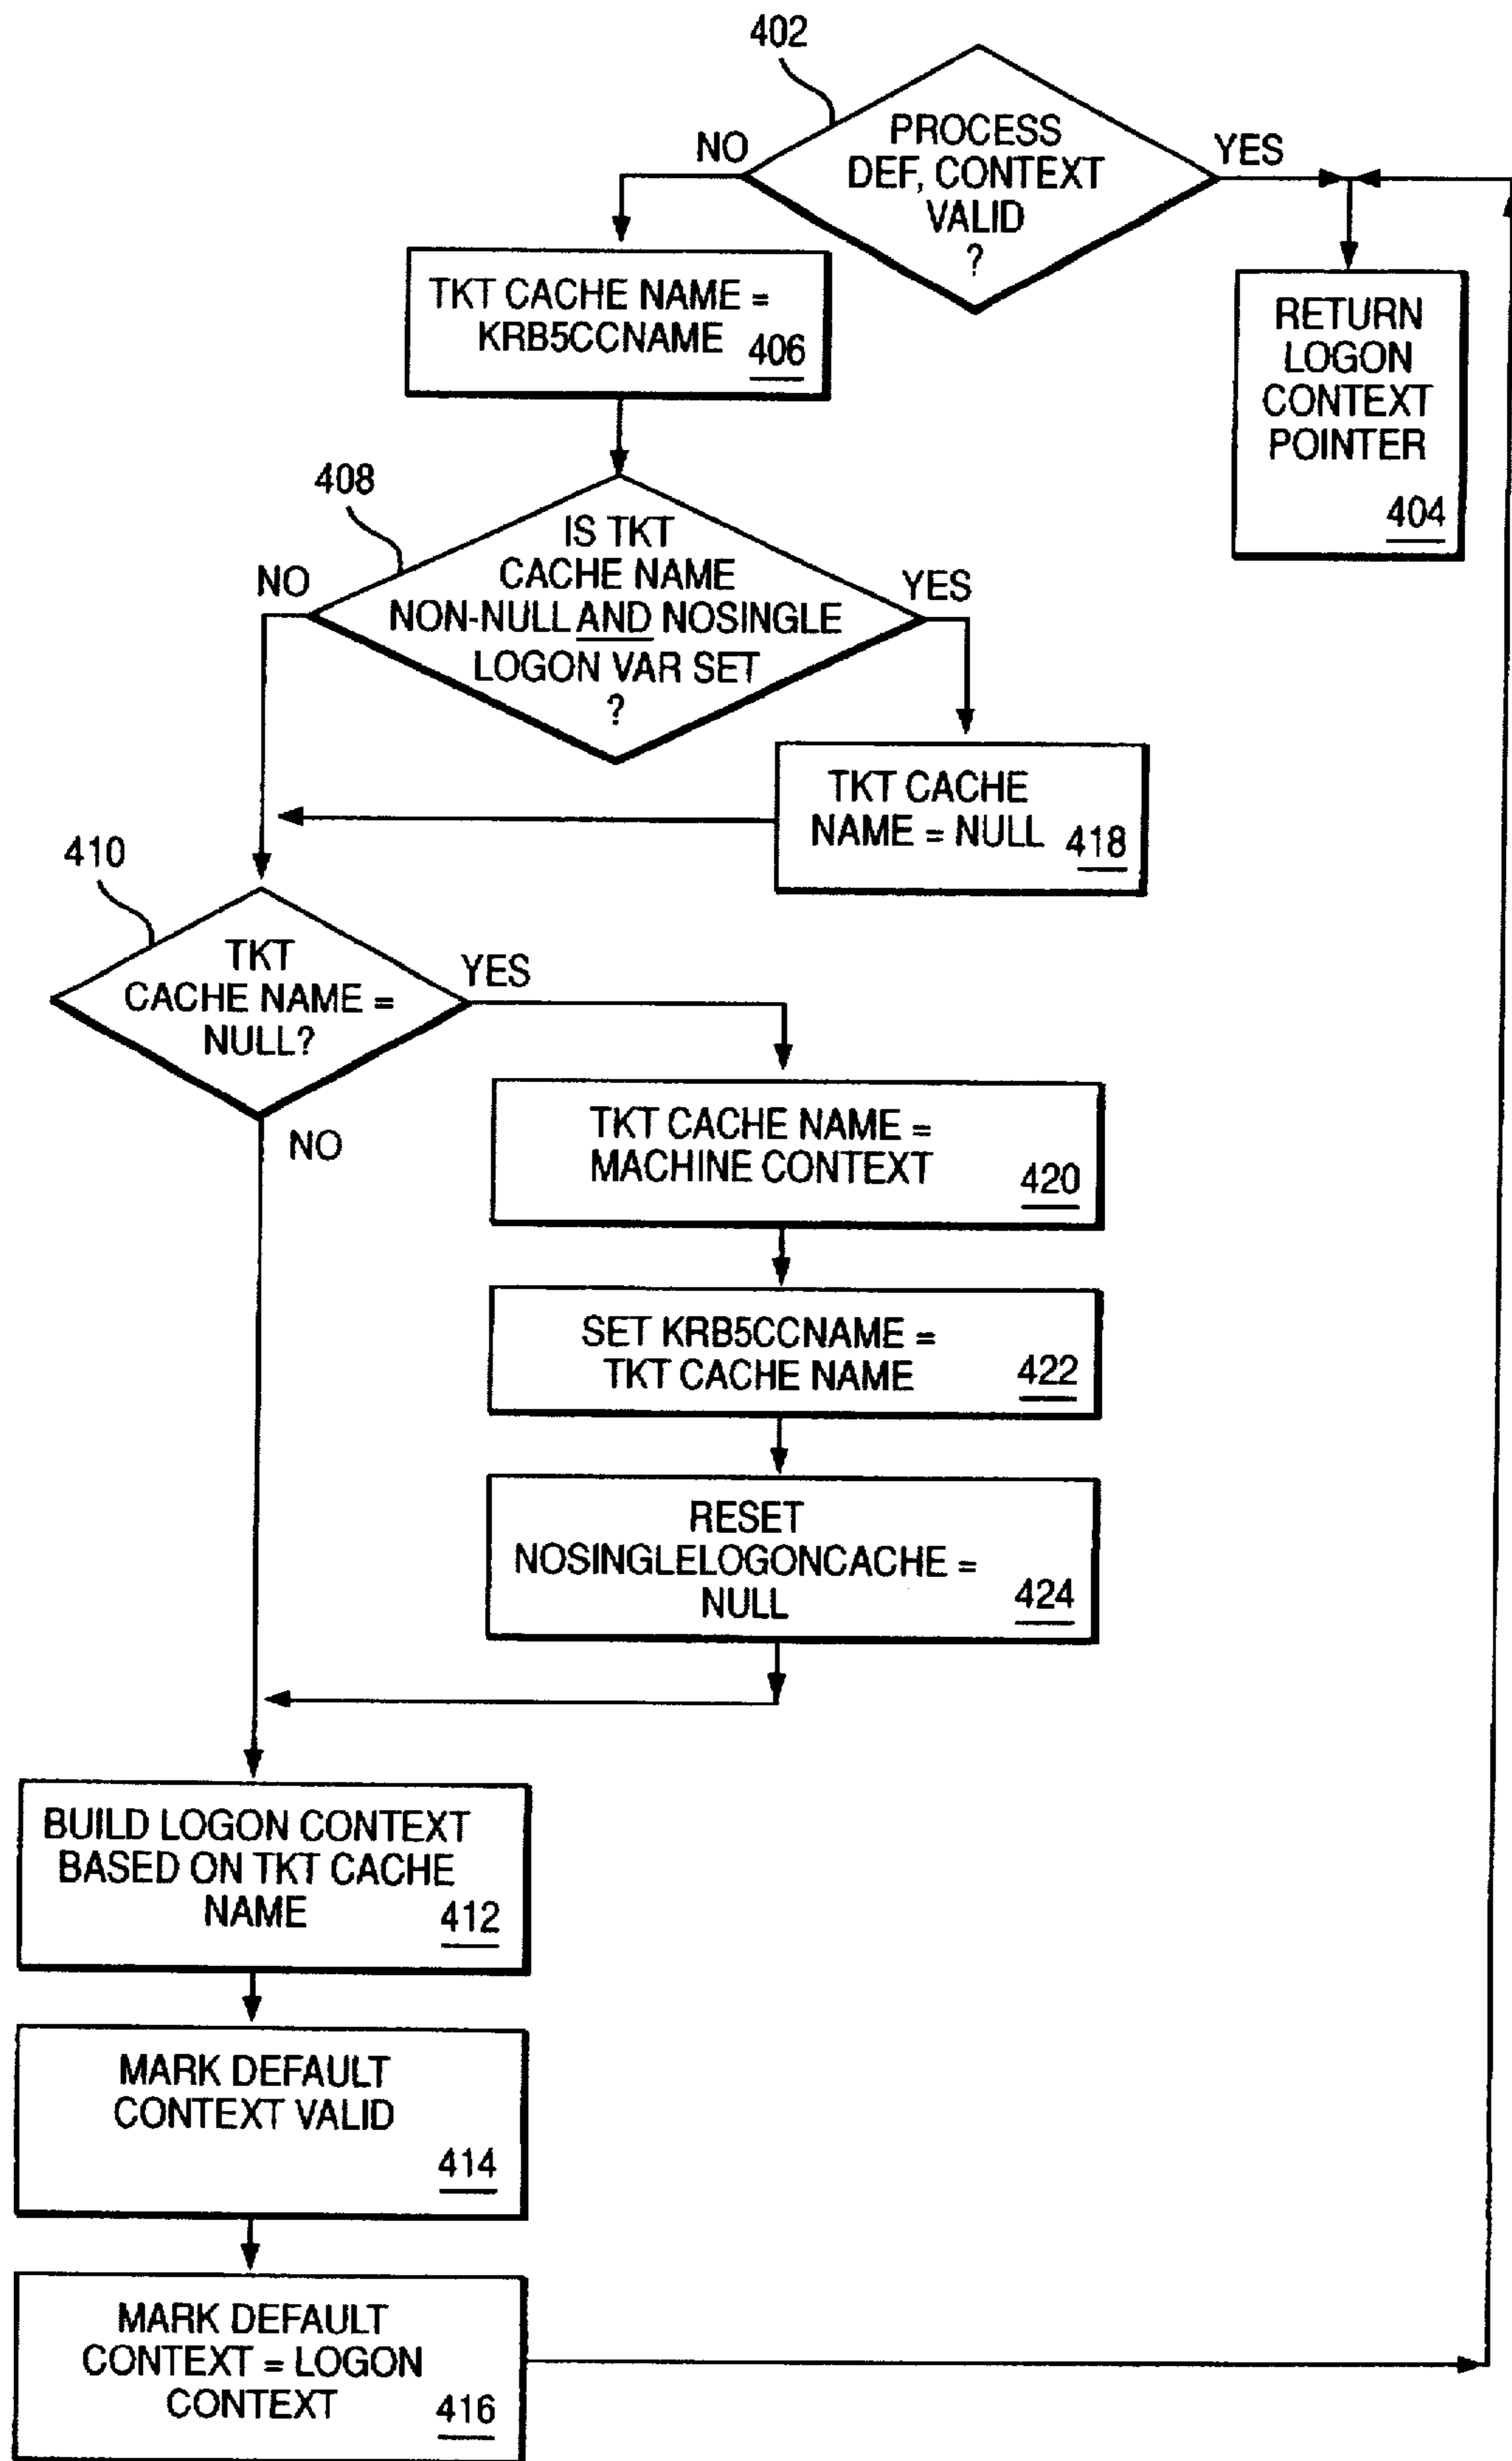 402
PROCESS
DEF, CONTEXT
VALID
?
NO
YES
TKT CACHE NAME =
KRB5CCNAME
406
RETURN
LOGON
CONTEXT
POINTER
404
408
IS TKT
CACHE NAME
NON-NULL AND NOSINGLE
LOGON VAR SET
?
NO
YES
TKT CACHE
NAME = NULL
418
410
TKT
CACHE NAME =
NULL?
YES
NO
TKT CACHE NAME =
MACHINE CONTEXT
420
SET KRB5CCNAME =
TKT CACHE NAME
422
RESET
NOSINGLELOGONCACHE =
NULL
424
BUILD LOGON CONTEXT
BASED ON TKT CACHE
NAME
412
MARK DEFAULT
CONTEXT VALID
414
MARK DEFAULT
CONTEXT = LOGON
CONTEXT
416